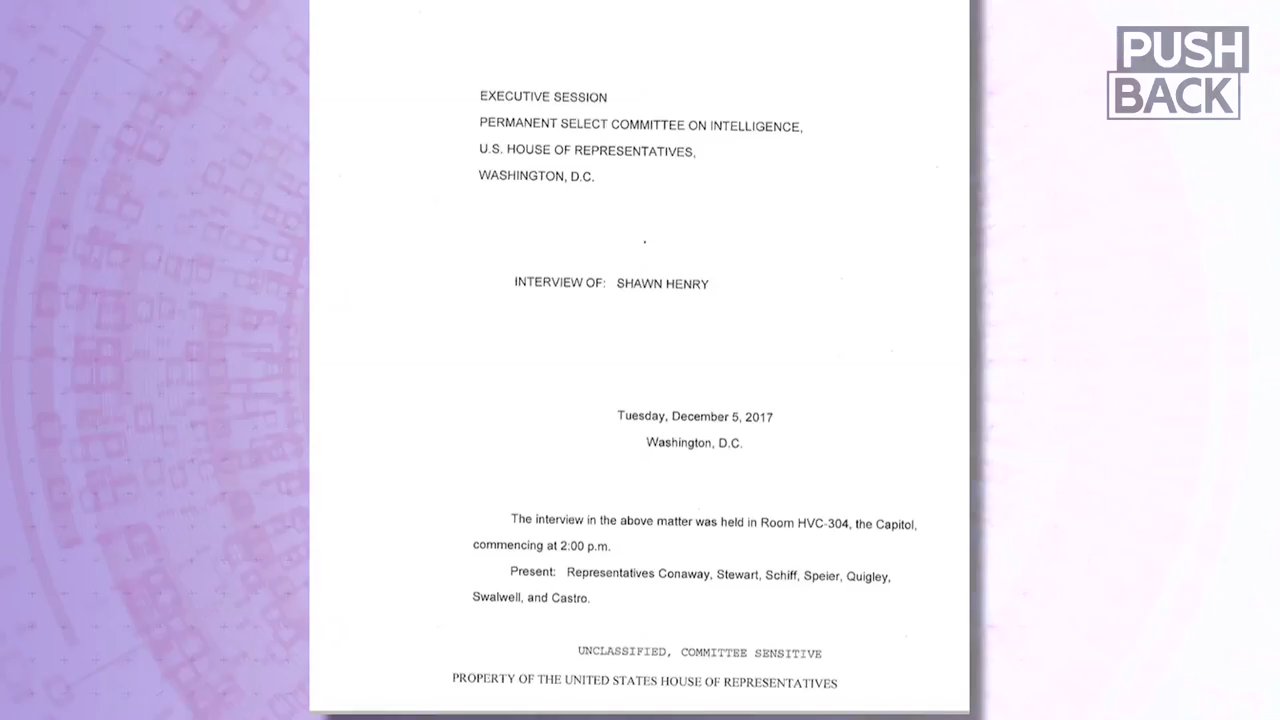 PUSH
BACK
EXECUTIVE SESSION
PERMANENT SELECT COMMITTEE ON INTELLIGENCE,
U.S. HOUSE OF REPRESENTATIVES,
WASHINGTON, D.C.
INTERVIEW OF: SHAWN HENRY
Tuesday, December 5, 2017
Washington, D.C.
The interview in the above matter was held in Room HVC-304, the Capitol,
commencing at 2:00 p.m.
Present: Representatives Conaway, Stewart, Schiff, Speier, Quigley,
Swalwell, and Castro.
UNCLASSIFIED, COMMITTEE SENSITIVE
PROPERTY OF THE UNITED STATES HOUSE OF REPRESENTATIVES